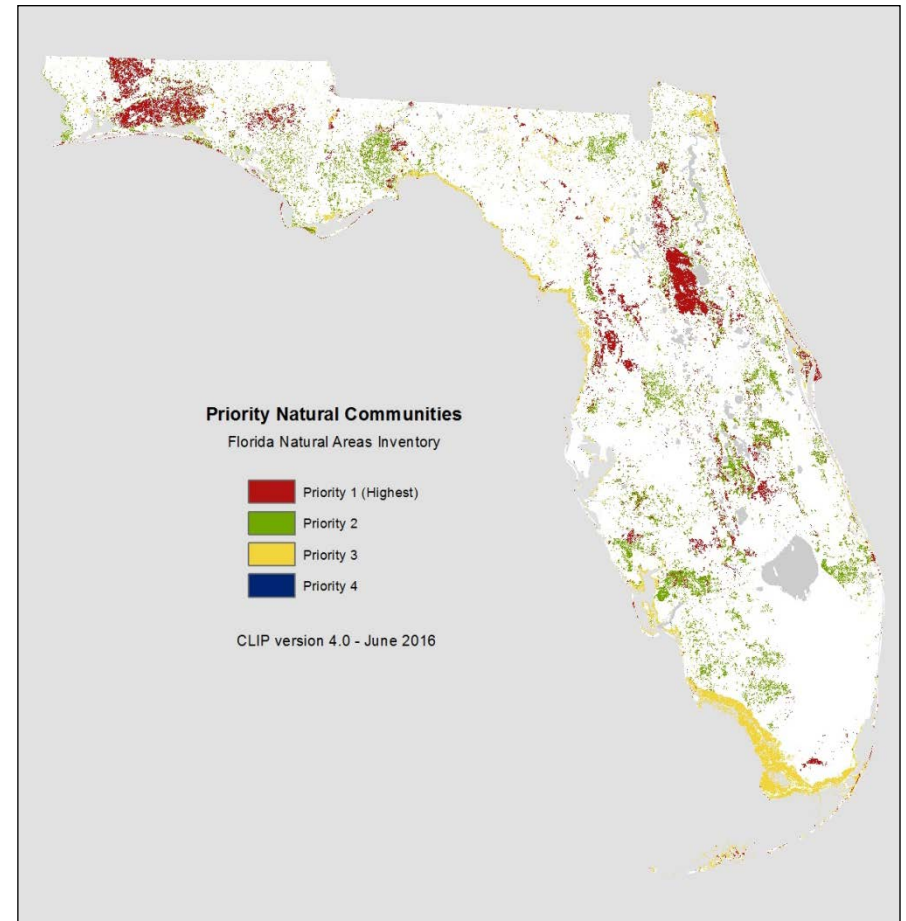 Priority Natural Communities
Florida Natural Areas Inventory
Priority 1 (Highest)
Priority 2
Priority 3
Priority 4
CLIP version 4.0 - June 2016